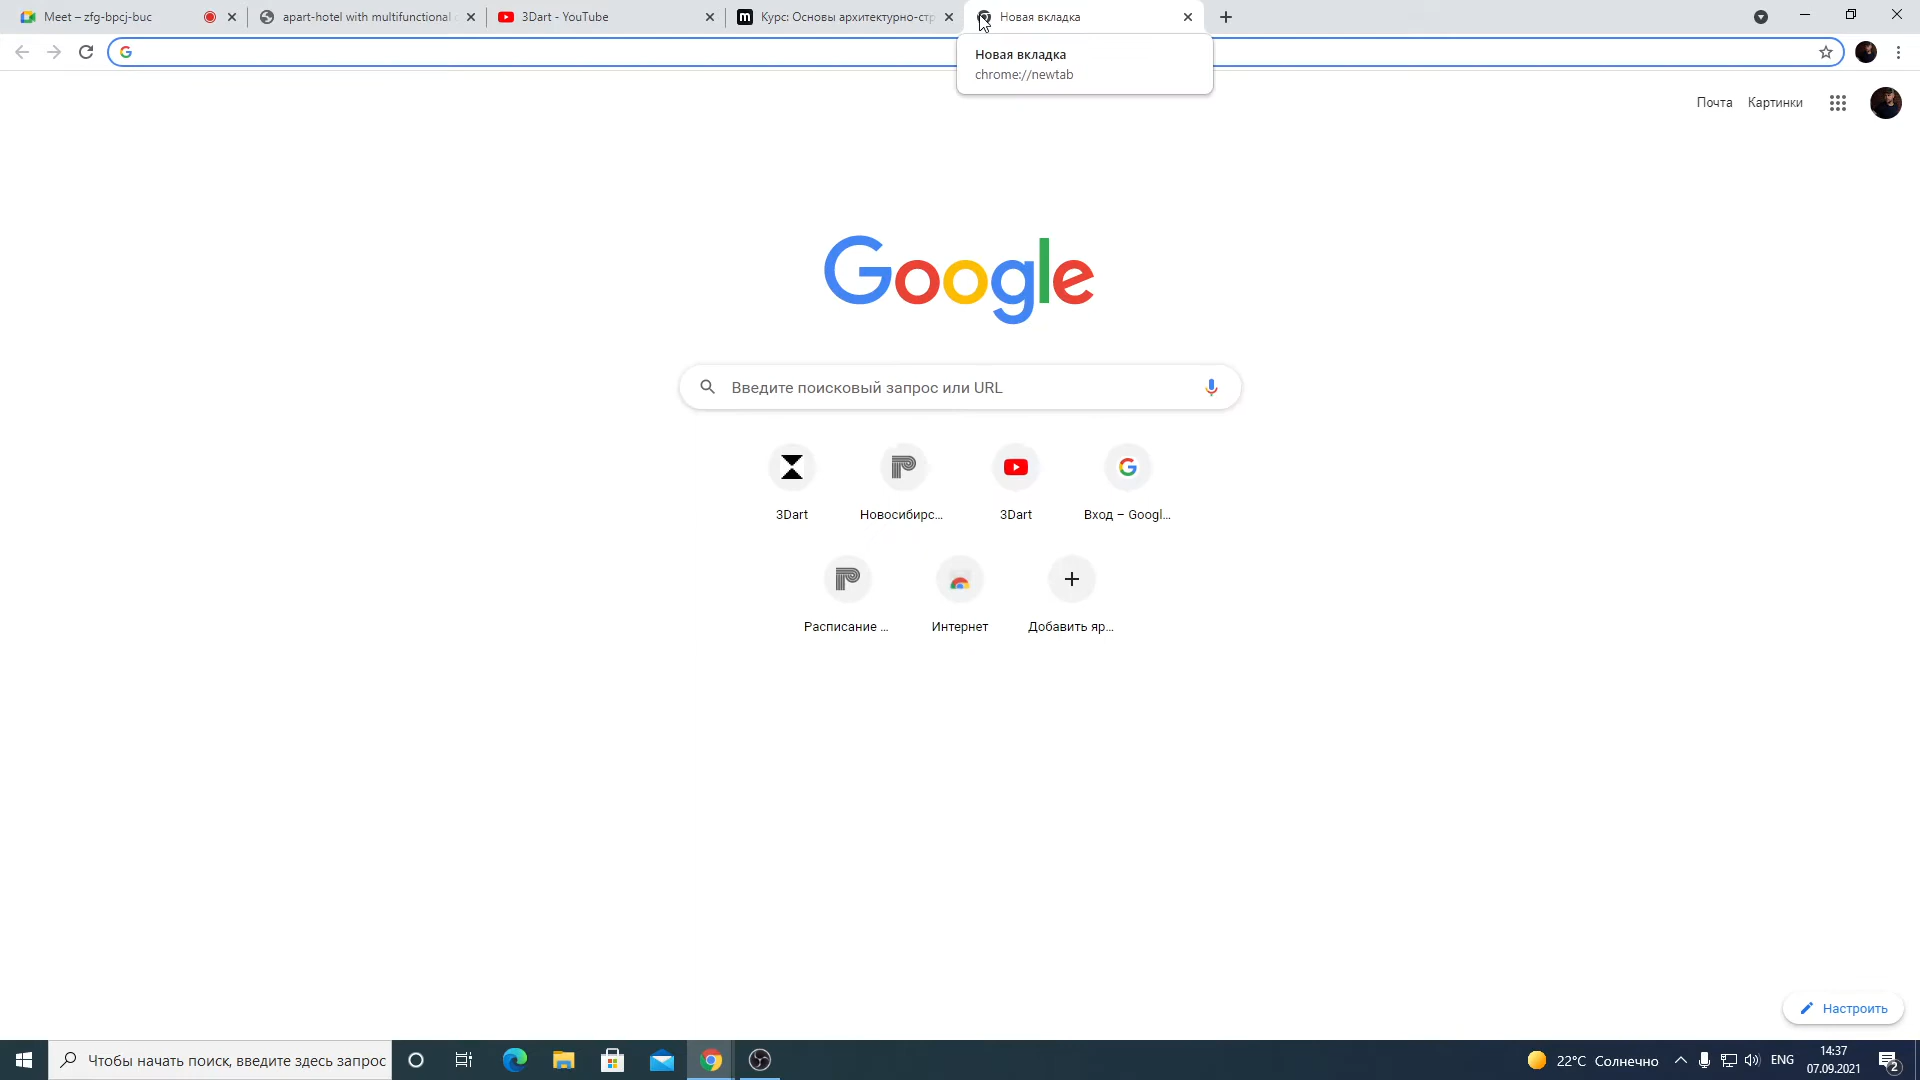 Meet – zfg-bpcj-buc
apart-hotel with multifunctional
3Dart - YouTube
Курс: Основы архитектурно-стр
Новая вкладка
Новая вкладка
chrome://newtab
Почта Картинки
Google
Введите поисковый запрос или URL
3Dart
Новосибирс...
3Dart
Вход – Googl...
Расписание ...
Интернет
Добавить яр...
Настроить
Чтобы начать поиск, введите здесь запрос
22°C Солнечно
ENG
14:37
07.09.2021
2